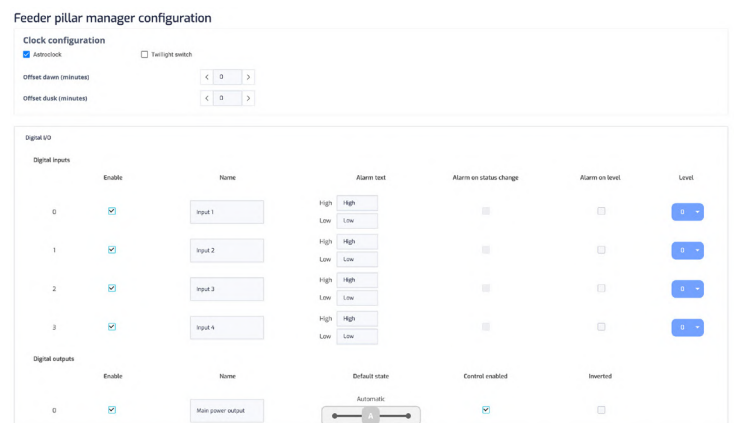 Feeder pillar manager configuration
Clock configuration
Astroclock Twilight switch
Offset dawn (minutes) < 0 >
Offset dusk (minutes) < 0 >
Digital I/O
Digital inputs
Enable Name Alarm text Alarm on status change Alarm on level Level
High High
0 Input 1 0
Low Low
High High
1 Input 2 0
Low Low
High High
2 Input 3 0
Low Low
High High
3 Input 4 0
Low Low
Digital outputs
Enable Name Default state Control enabled Inverted
Automatic
0 Main power output A